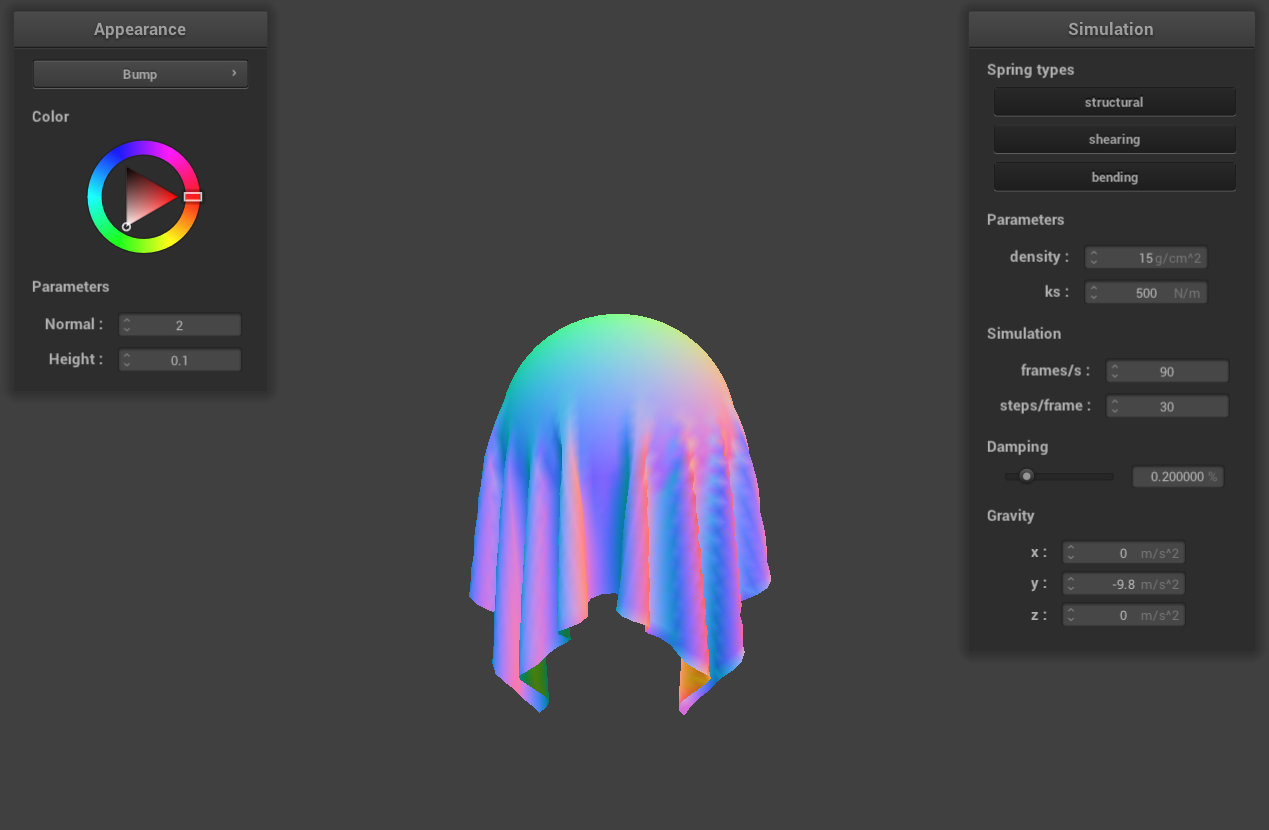 Appearance
Bump ›
Color
Parameters
Normal : 2
Height : 0.1
Simulation
Spring types
structural
shearing
bending
Parameters
density : 15 g/cm^2
ks : 500 N/m
Simulation
frames/s : 90
steps/frame : 30
Damping
0.200000 %
Gravity
x : 0 m/s^2
y : -9.8 m/s^2
z : 0 m/s^2